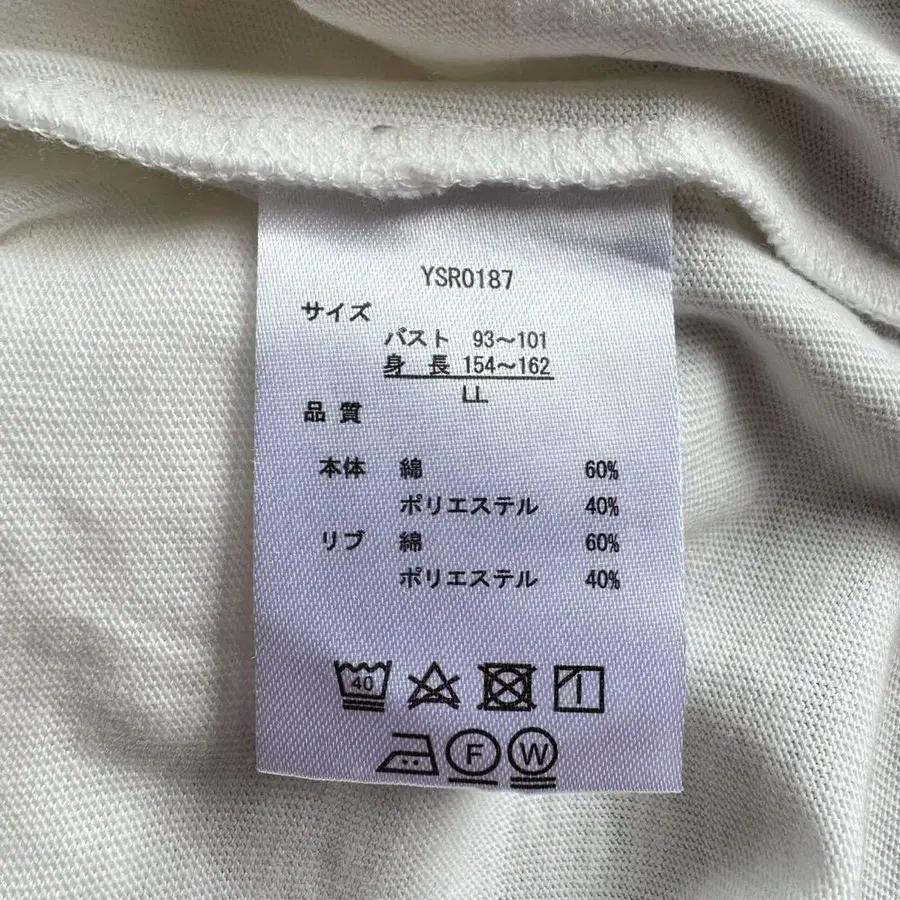 YSR0187
サイズ
バスト 93～101
身 長 154～162
LL
品 質
本体 綿 60%
ポリエステル 40%
リブ 綿 60%
ポリエステル 40%
40
F W